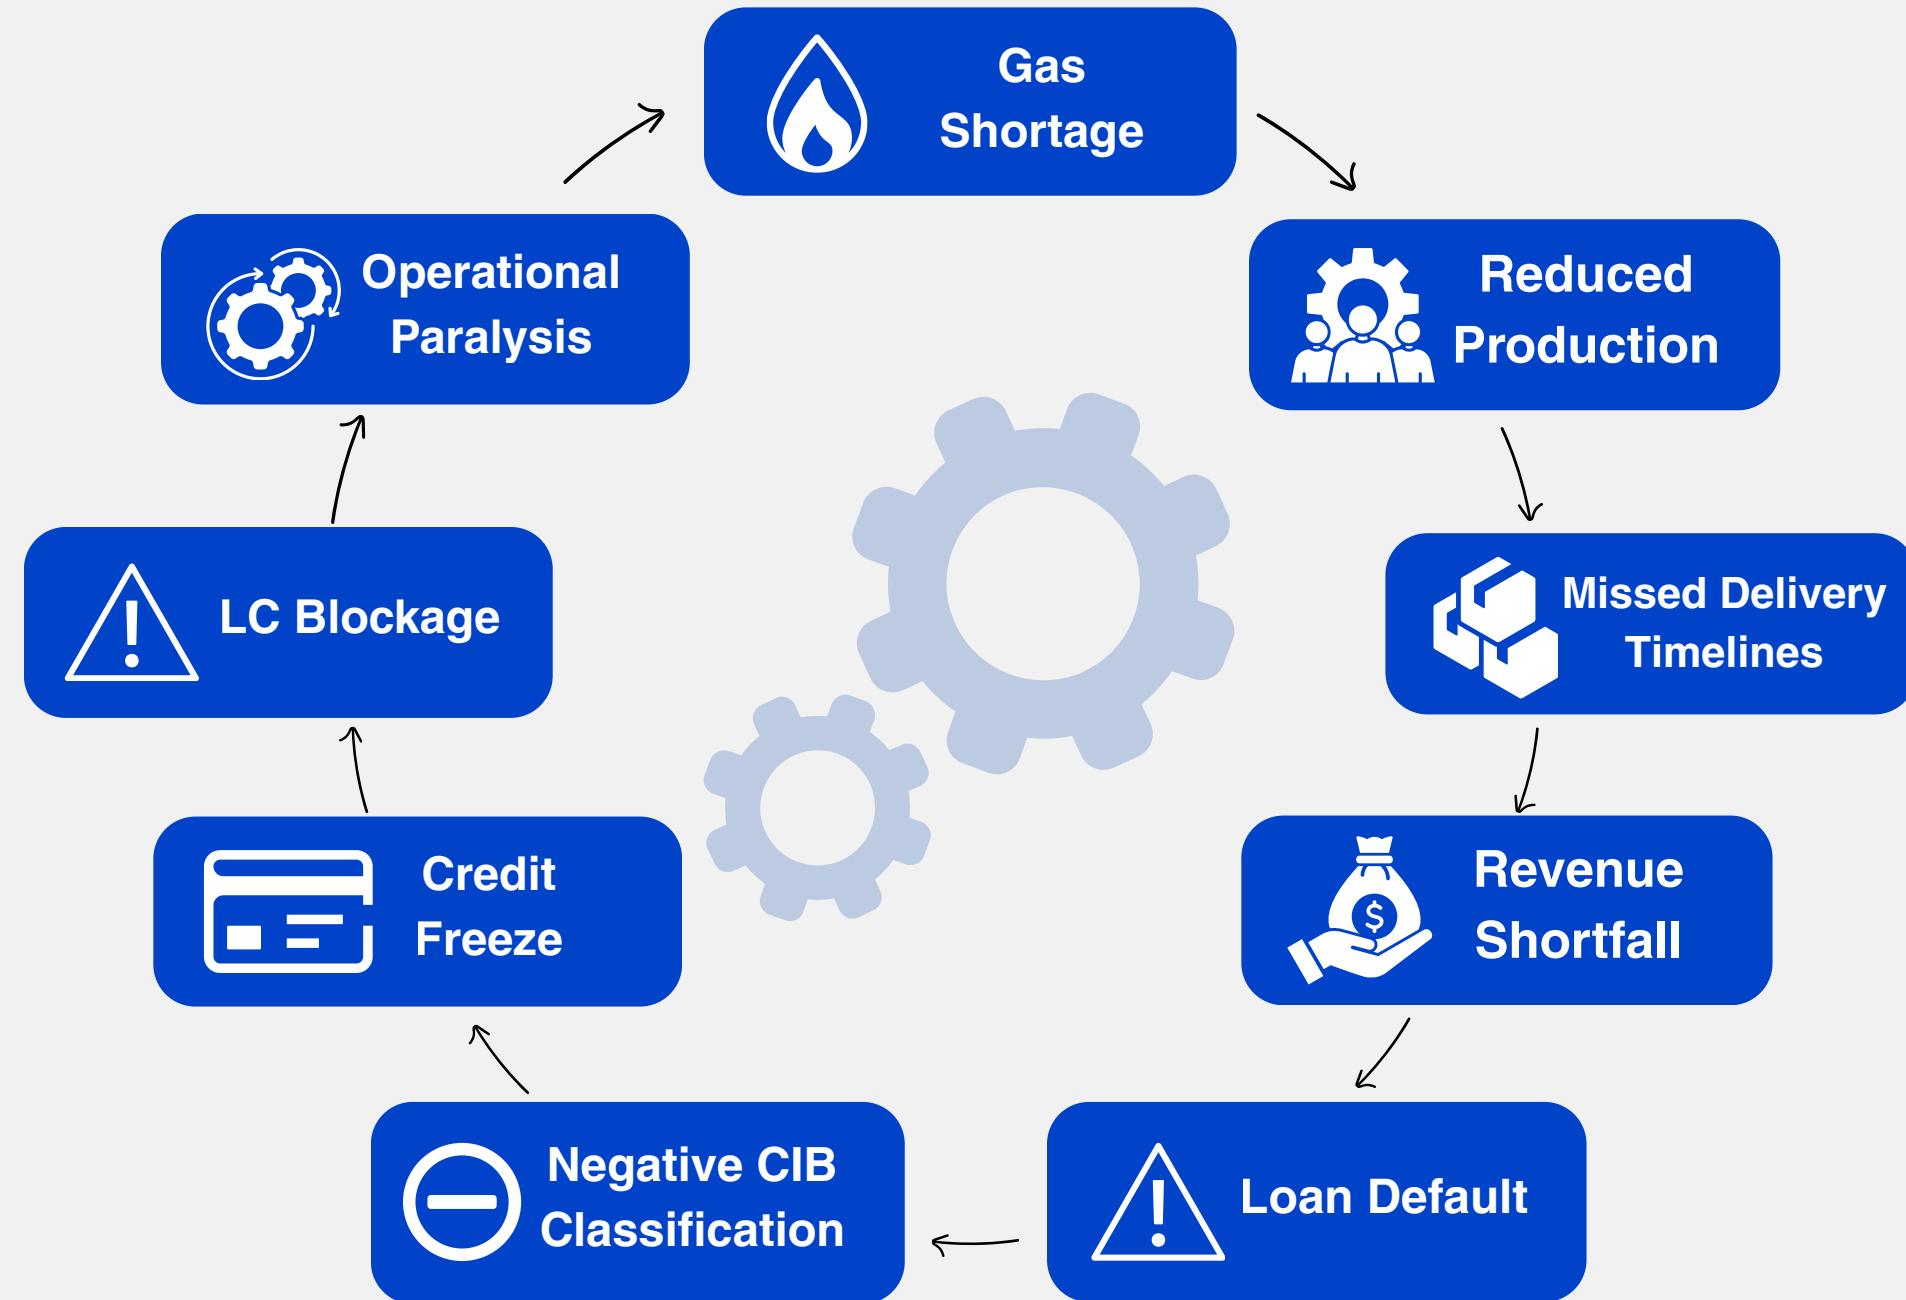 Gas
Shortage
Reduced
Production
Missed Delivery
Timelines
Revenue
Shortfall
Loan Default
Negative CIB
Classification
Credit
Freeze
LC Blockage
Operational
Paralysis
$